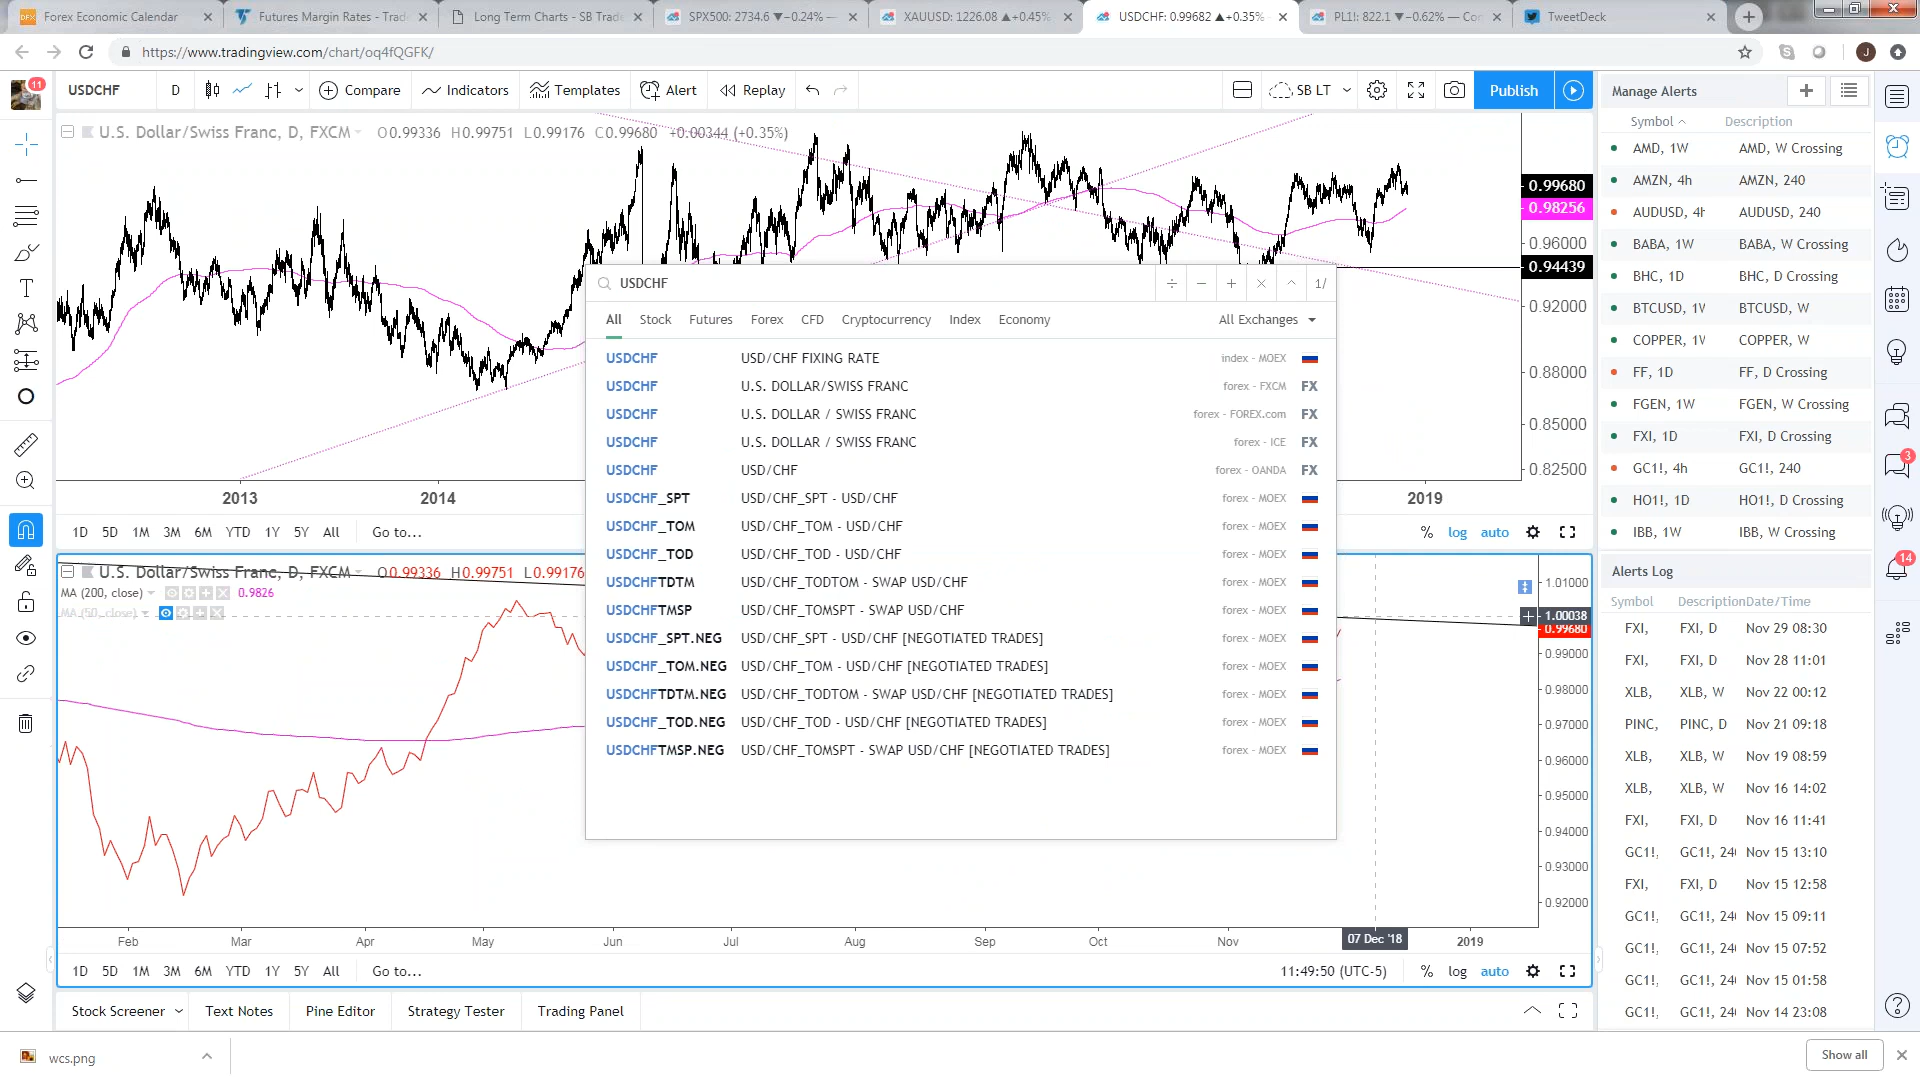 Forex Economic Calendar
Futures Margin Rates - Trade
Long Term Charts - SB Trade
SPX500: 2734.6 ▼−0.24% —
XAUUSD: 1226.08 ▲+0.45%
USDCHF: 0.99682 ▲+0.35%
PL1!: 822.1 ▼−0.62% — Cor
TweetDeck
https://www.tradingview.com/chart/oq4fQGFK/
J
11
USDCHF D Compare Indicators Templates Alert Replay SB LT Publish
U.S. Dollar/Swiss Franc, D, FXCM O0.99336 H0.99751 L0.99176 C0.99680 +0.00344 (+0.35%)
0.99680
0.98256
0.96000
0.94439
0.92000
0.88000
0.85000
0.82500
2013 2014 2019
1D 5D 1M 3M 6M YTD 1Y 5Y All Go to...
% log auto
USDCHF ÷ − + × ^ 1/
All Stock Futures Forex CFD Cryptocurrency Index Economy All Exchanges
USDCHF USD/CHF FIXING RATE index - MOEX
USDCHF U.S. DOLLAR/SWISS FRANC forex - FXCM FX
USDCHF U.S. DOLLAR / SWISS FRANC forex - FOREX.com FX
USDCHF U.S. DOLLAR / SWISS FRANC forex - ICE FX
USDCHF USD/CHF forex - OANDA FX
USDCHF_SPT USD/CHF_SPT - USD/CHF forex - MOEX
USDCHF_TOM USD/CHF_TOM - USD/CHF forex - MOEX
USDCHF_TOD USD/CHF_TOD - USD/CHF forex - MOEX
USDCHFTDTM USD/CHF_TODTOM - SWAP USD/CHF forex - MOEX
USDCHFTMSP USD/CHF_TOMSPT - SWAP USD/CHF forex - MOEX
USDCHF_SPT.NEG USD/CHF_SPT - USD/CHF [NEGOTIATED TRADES] forex - MOEX
USDCHF_TOM.NEG USD/CHF_TOM - USD/CHF [NEGOTIATED TRADES] forex - MOEX
USDCHFTDTM.NEG USD/CHF_TODTOM - SWAP USD/CHF [NEGOTIATED TRADES] forex - MOEX
USDCHF_TOD.NEG USD/CHF_TOD - USD/CHF [NEGOTIATED TRADES] forex - MOEX
USDCHFTMSP.NEG USD/CHF_TOMSPT - SWAP USD/CHF [NEGOTIATED TRADES] forex - MOEX
U.S. Dollar/Swiss Franc, D, FXCM O0.99336 H0.99751 L0.99176
MA (200, close) 0.9826
MA (50, close)
1.01000
1.00038
0.99680
0.99000
0.98000
0.97000
0.96000
0.95000
0.94000
0.93000
0.92000
Feb Mar Apr May Jun Jul Aug Sep Oct Nov 07 Dec '18 2019
1D 5D 1M 3M 6M YTD 1Y 5Y All Go to...
11:49:50 (UTC-5) % log auto
Stock Screener Text Notes Pine Editor Strategy Tester Trading Panel
Manage Alerts
Symbol Description
AMD, 1W AMD, W Crossing
AMZN, 4h AMZN, 240
AUDUSD, 4h AUDUSD, 240
BABA, 1W BABA, W Crossing
BHC, 1D BHC, D Crossing
BTCUSD, 1W BTCUSD, W
COPPER, 1W COPPER, W
FF, 1D FF, D Crossing
FGEN, 1W FGEN, W Crossing
FXI, 1D FXI, D Crossing
GC1!, 4h GC1!, 240
HO1!, 1D HO1!, D Crossing
IBB, 1W IBB, W Crossing
Alerts Log
Symbol Description Date/Time
FXI, FXI, D Nov 29 08:30
FXI, FXI, D Nov 28 11:01
XLB, XLB, W Nov 22 00:12
PINC, PINC, D Nov 21 09:18
XLB, XLB, W Nov 19 08:59
XLB, XLB, W Nov 16 14:02
FXI, FXI, D Nov 16 11:41
GC1!, GC1!, 240 Nov 15 13:10
FXI, FXI, D Nov 15 12:58
GC1!, GC1!, 240 Nov 15 09:11
GC1!, GC1!, 240 Nov 15 07:52
GC1!, GC1!, 240 Nov 15 01:58
GC1!, GC1!, 240 Nov 14 23:08
3
14
wcs.png
Show all